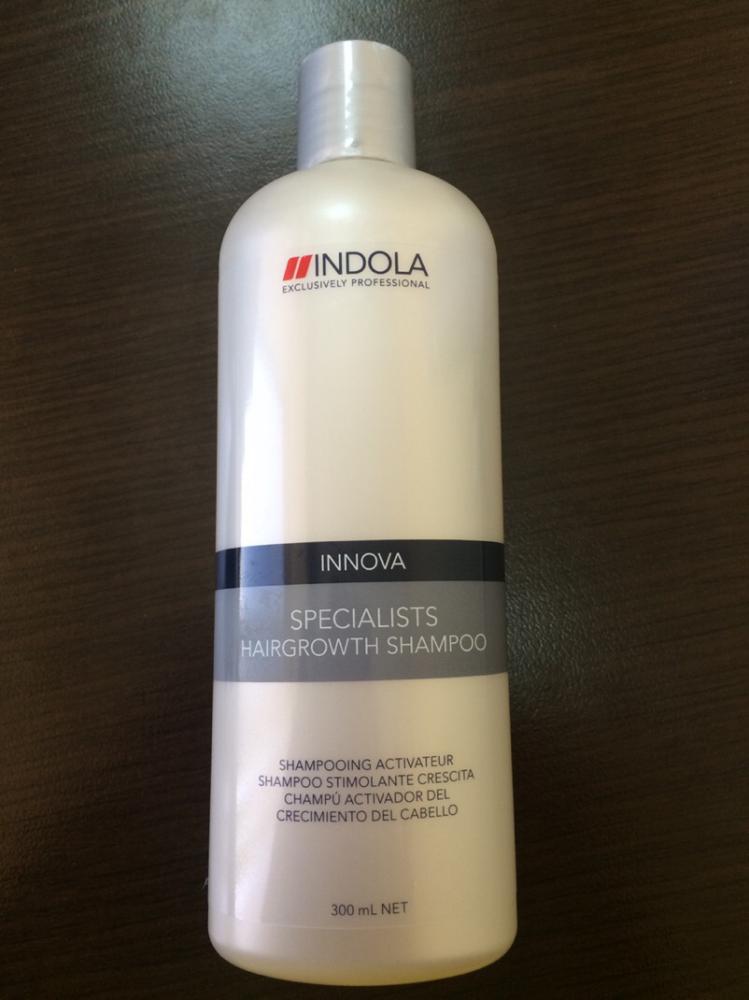 INDOLA
EXCLUSIVELY PROFESSIONAL
INNOVA
SPECIALISTS
HAIRGROWTH SHAMPOO
SHAMPOOING ACTIVATEUR
SHAMPOO STIMOLANTE CRESCITA
CHAMPÚ ACTIVADOR DEL
CRECIMIENTO DEL CABELLO
300 mL NET